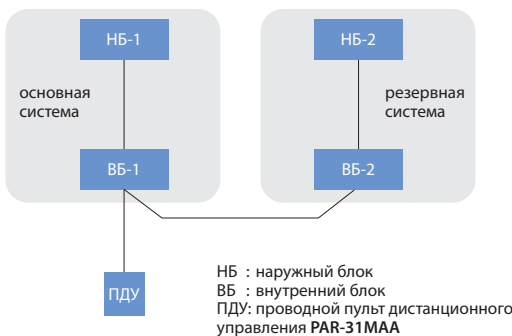 НБ-1
НБ-2
основная
система
резервная
система
ВБ-1
ВБ-2
ПДУ
НБ : наружный блок
ВБ : внутренний блок
ПДУ: проводной пульт дистанционного
управления PAR-31MAA